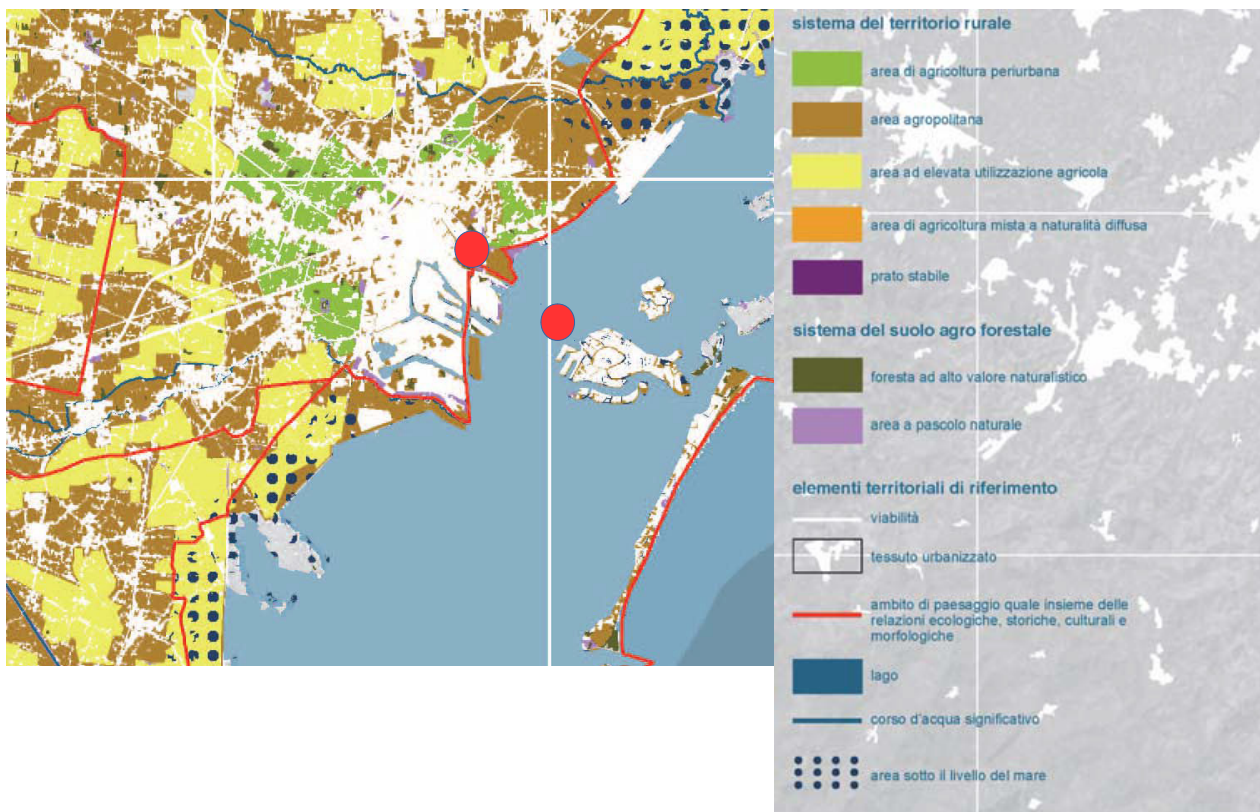 sistema del territorio rurale
area di agricoltura periurbana
area agropolitana
area ad elevata utilizzazione agricola
area di agricoltura mista a naturalità diffusa
prato stabile
sistema del suolo agro forestale
foresta ad alto valore naturalistico
area a pascolo naturale
elementi territoriali di riferimento
viabilità
tessuto urbanizzato
ambito di paesaggio quale insieme delle
relazioni ecologiche, storiche, culturali e
morfologiche
lago
corso d'acqua significativo
area sotto il livello del mare